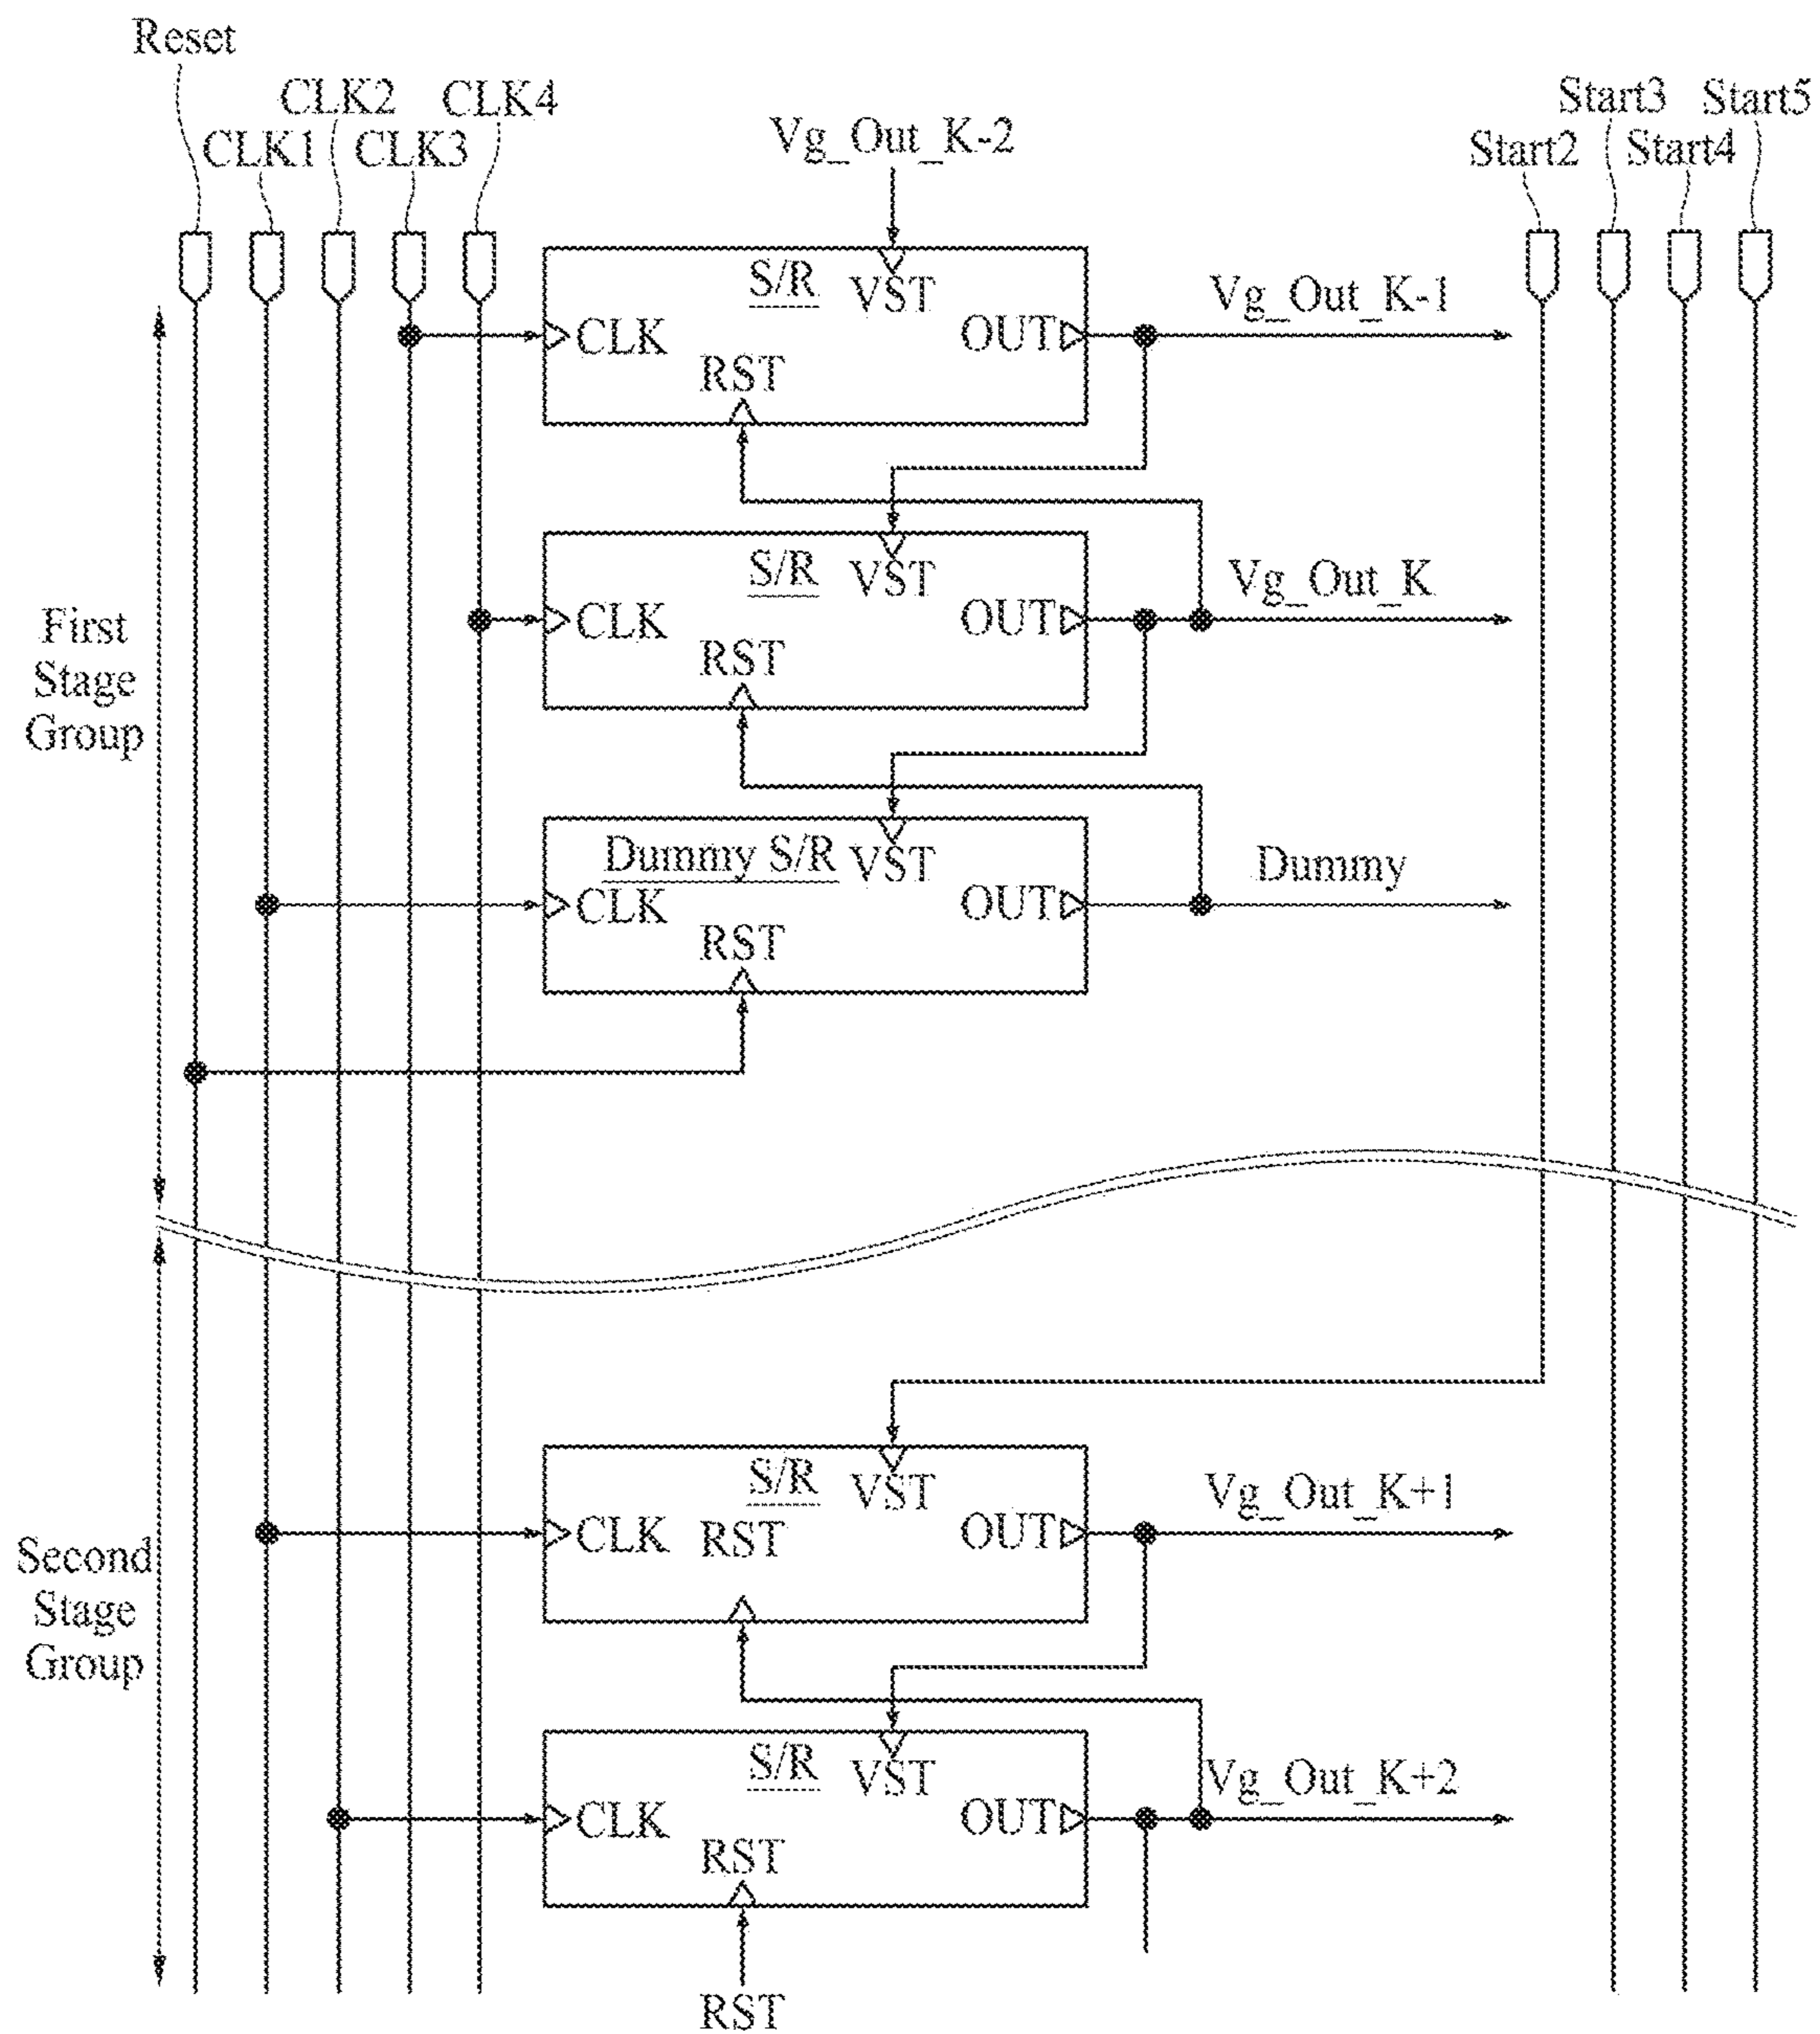 Reset
CLK2 CLK4
CLK1 CLK3
Start3 Start5
Start2 Start4
Vg_Out_K-2
S/R VST
CLK OUT
RST
Vg_Out_K-1
S/R VST
CLK OUT
RST
Vg_Out_K
First
Stage
Group
Dummy S/R VST
CLK OUT
RST
Dummy
S/R VST
CLK RST OUT
Vg_Out_K+1
Second
Stage
Group
S/R VST
CLK OUT
RST
Vg_Out_K+2
RST